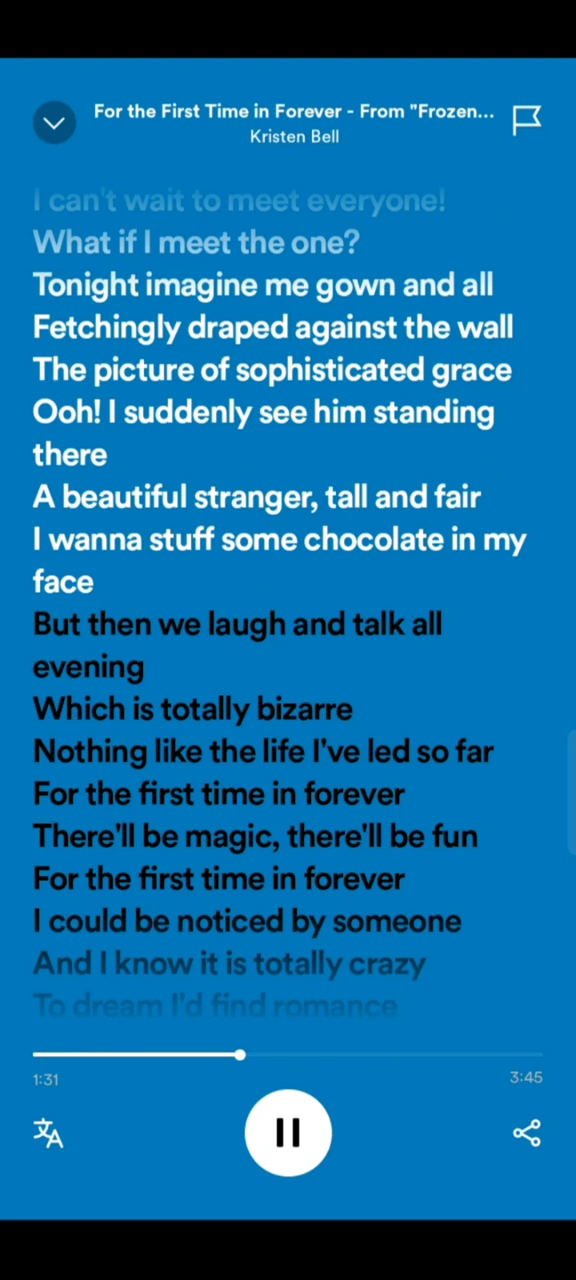 For the First Time in Forever - From "Frozen...
Kristen Bell
I can't wait to meet everyone!
What if I meet the one?
Tonight imagine me gown and all
Fetchingly draped against the wall
The picture of sophisticated grace
Ooh! I suddenly see him standing
there
A beautiful stranger, tall and fair
I wanna stuff some chocolate in my
face
But then we laugh and talk all
evening
Which is totally bizarre
Nothing like the life I've led so far
For the first time in forever
There'll be magic, there'll be fun
For the first time in forever
I could be noticed by someone
And I know it is totally crazy
To dream I'd find romance
1:31
3:45